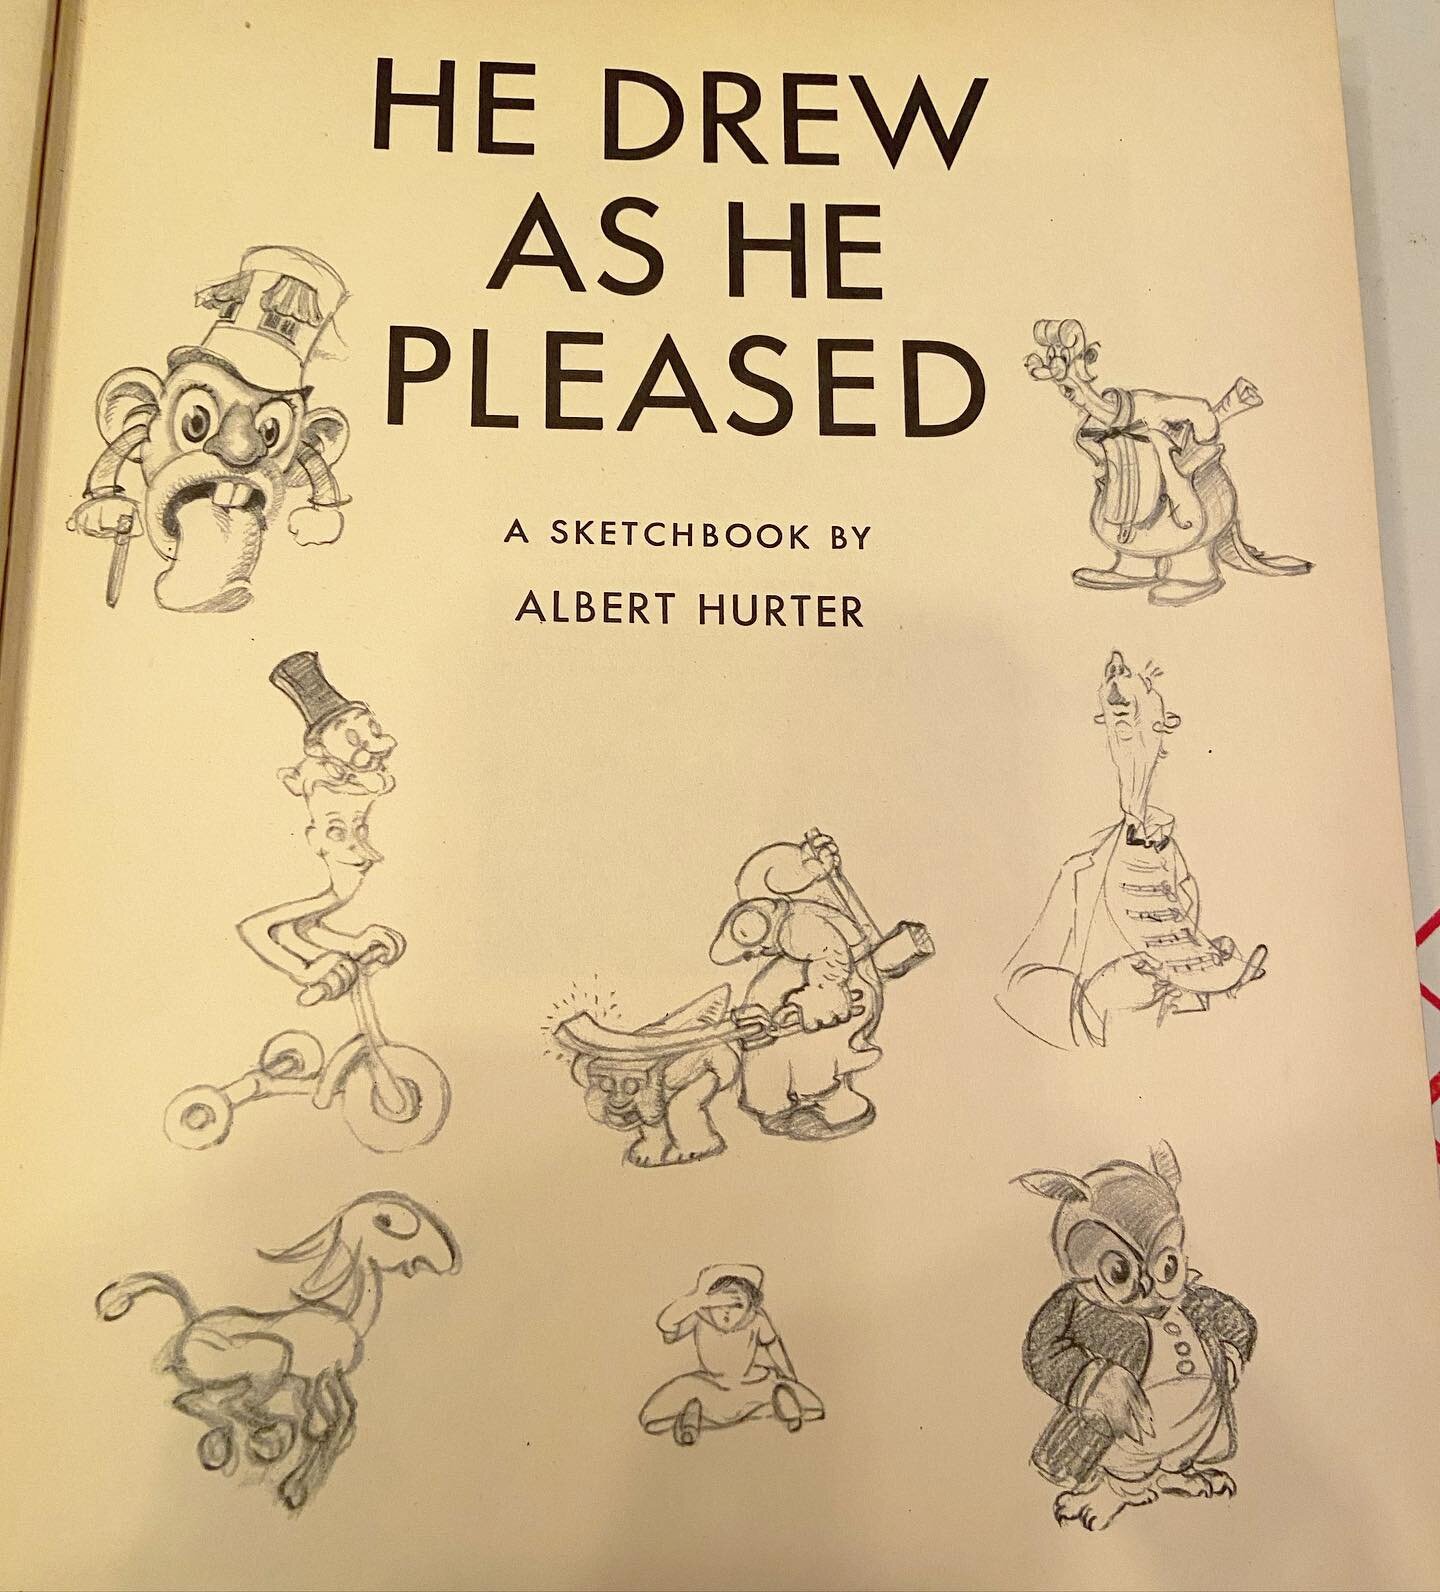 HE DREW
AS HE
PLEASED
A SKETCHBOOK BY
ALBERT HURTER